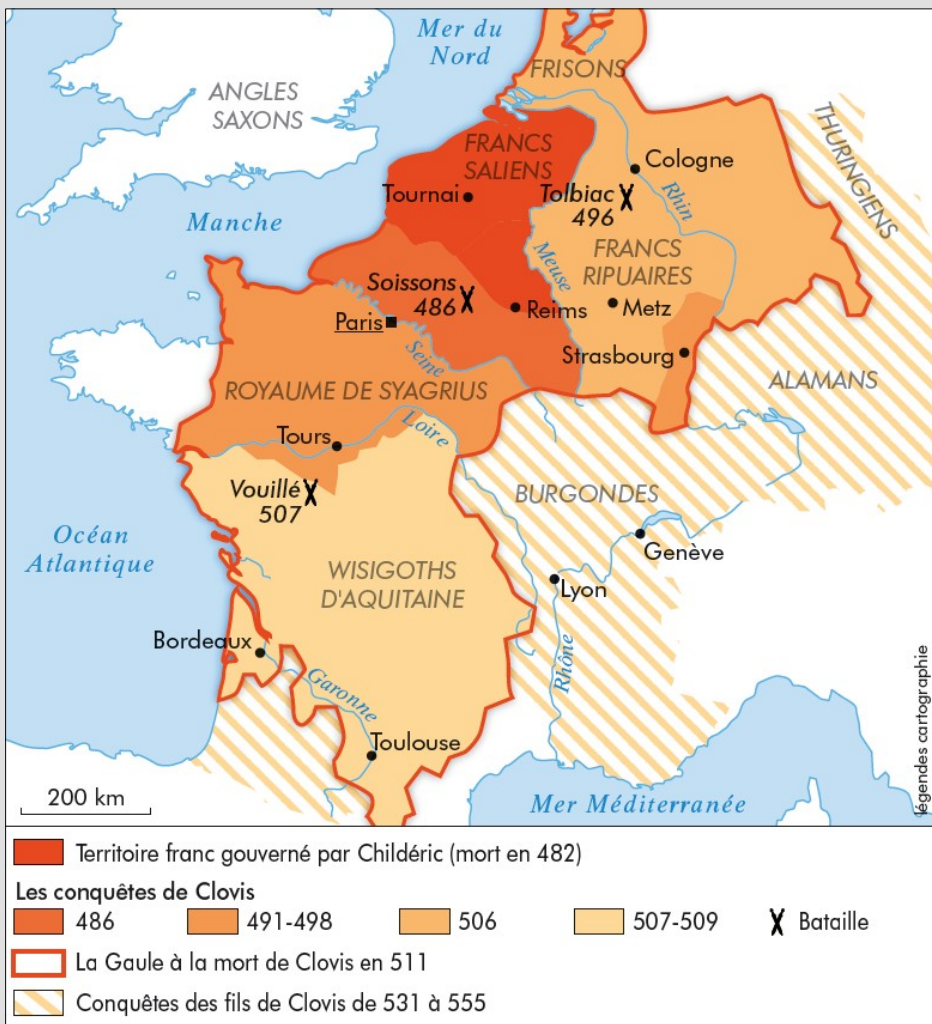 Mer du
Nord
FRISONS
ANGLES
SAXONS
THURINGIENS
FRANCS
SALIENS
Cologne
Tournai
Tolbiac
496
Rhin
Manche
FRANCS
RIPUAIRES
Meuse
Soissons
486
Reims
Metz
Paris
Seine
Strasbourg
ALAMANS
ROYAUME DE SYAGRIUS
Loire
Tours
Vouillé
507
BURGONDES
Océan
Atlantique
Genève
WISIGOTHS
D'AQUITAINE
Lyon
Bordeaux
Rhône
Garonne
Toulouse
200 km
Mer Méditerranée
légendes cartographie
Territoire franc gouverné par Childéric (mort en 482)
Les conquêtes de Clovis
486 491-498 506 507-509 Bataille
La Gaule à la mort de Clovis en 511
Conquêtes des fils de Clovis de 531 à 555